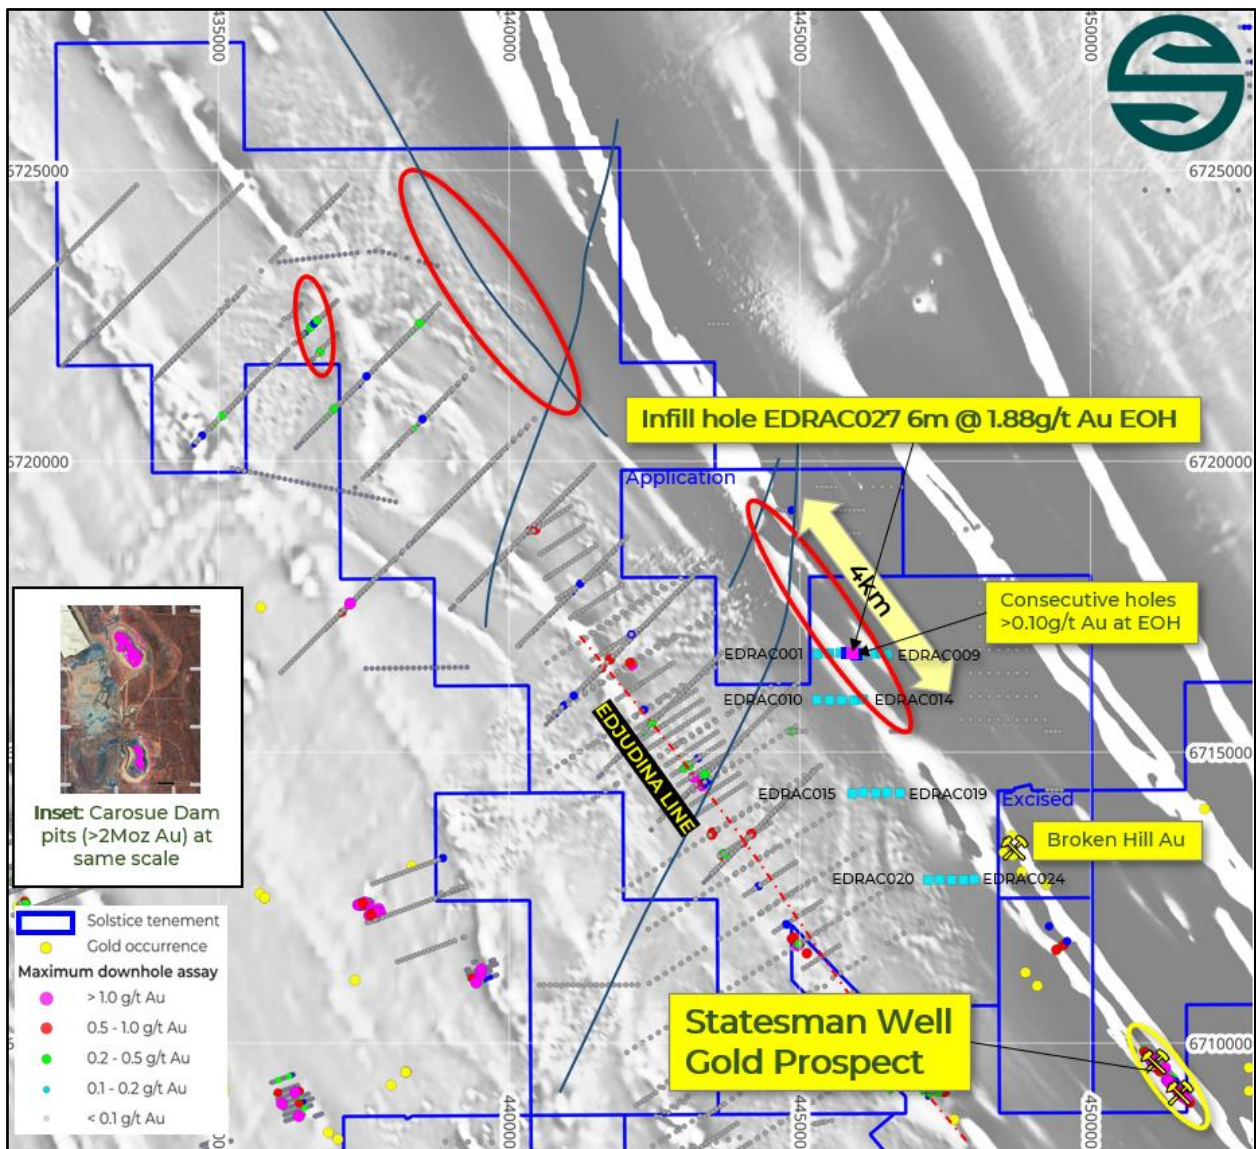 435000
440000
445000
450000
6725000
6725000
Infill hole EDRAC027 6m @ 1.88g/t Au EOH
6720000
6720000
Application
4km
Consecutive holes
>0.10g/t Au at EOH
EDRAC001
EDRAC009
EDRAC010
EDRAC014
EDJUDINA LINE
6715000
EDRAC015
EDRAC019
Excised
Broken Hill Au
EDRAC020
EDRAC024
Inset: Carosue Dam
pits (>2Moz Au) at
same scale
Solstice tenement
Gold occurrence
Maximum downhole assay
> 1.0 g/t Au
0.5 - 1.0 g/t Au
0.2 - 0.5 g/t Au
0.1 - 0.2 g/t Au
< 0.1 g/t Au
Statesman Well
Gold Prospect
6710000
440000
445000
450000